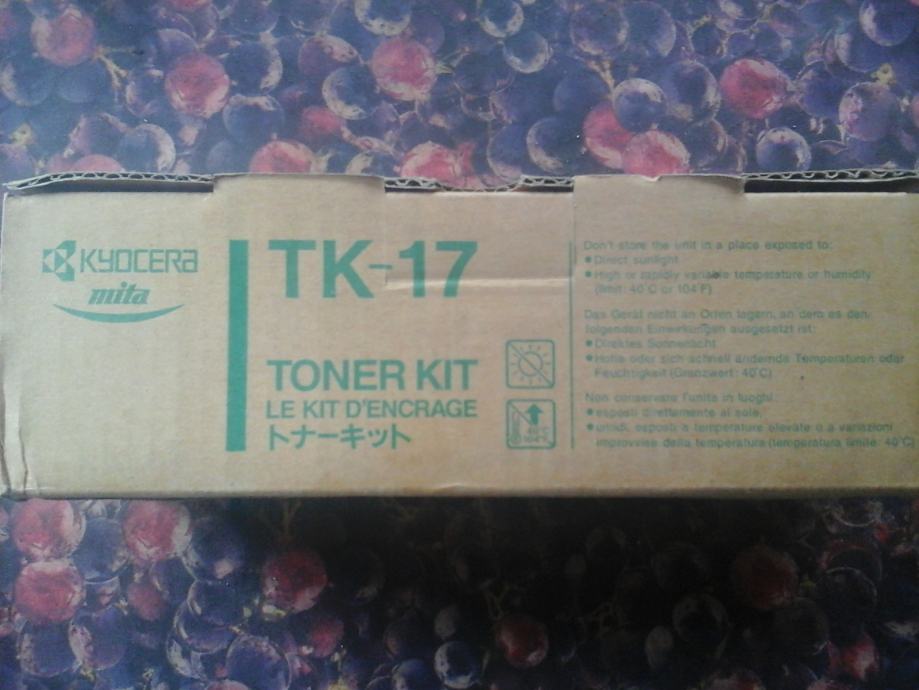 KYOCERA
mita
TK-17
TONER KIT
LE KIT D'ENCRAGE
トナーキット
40°C
104°F
Don't store the unit in a place exposed to:
●Direct sunlight
●High or rapidly variable temperature or humidity
(limit: 40°C or 104°F)
Das Gerät nicht an Orten lagern, an dem es den
folgenden Einwirkungen ausgesetzt ist:
●Direktes Sonnenlicht
●Hohe oder sich schnell ändernde Temperaturen oder
Feuchtigkeit (Grenzwert: 40°C)
Non conservare l'unità in luoghi:
●esposti direttamente al sole,
●umidi, esposti a temperature elevate o a variazioni
improvvise della temperatura (temperatura limite: 40°C)